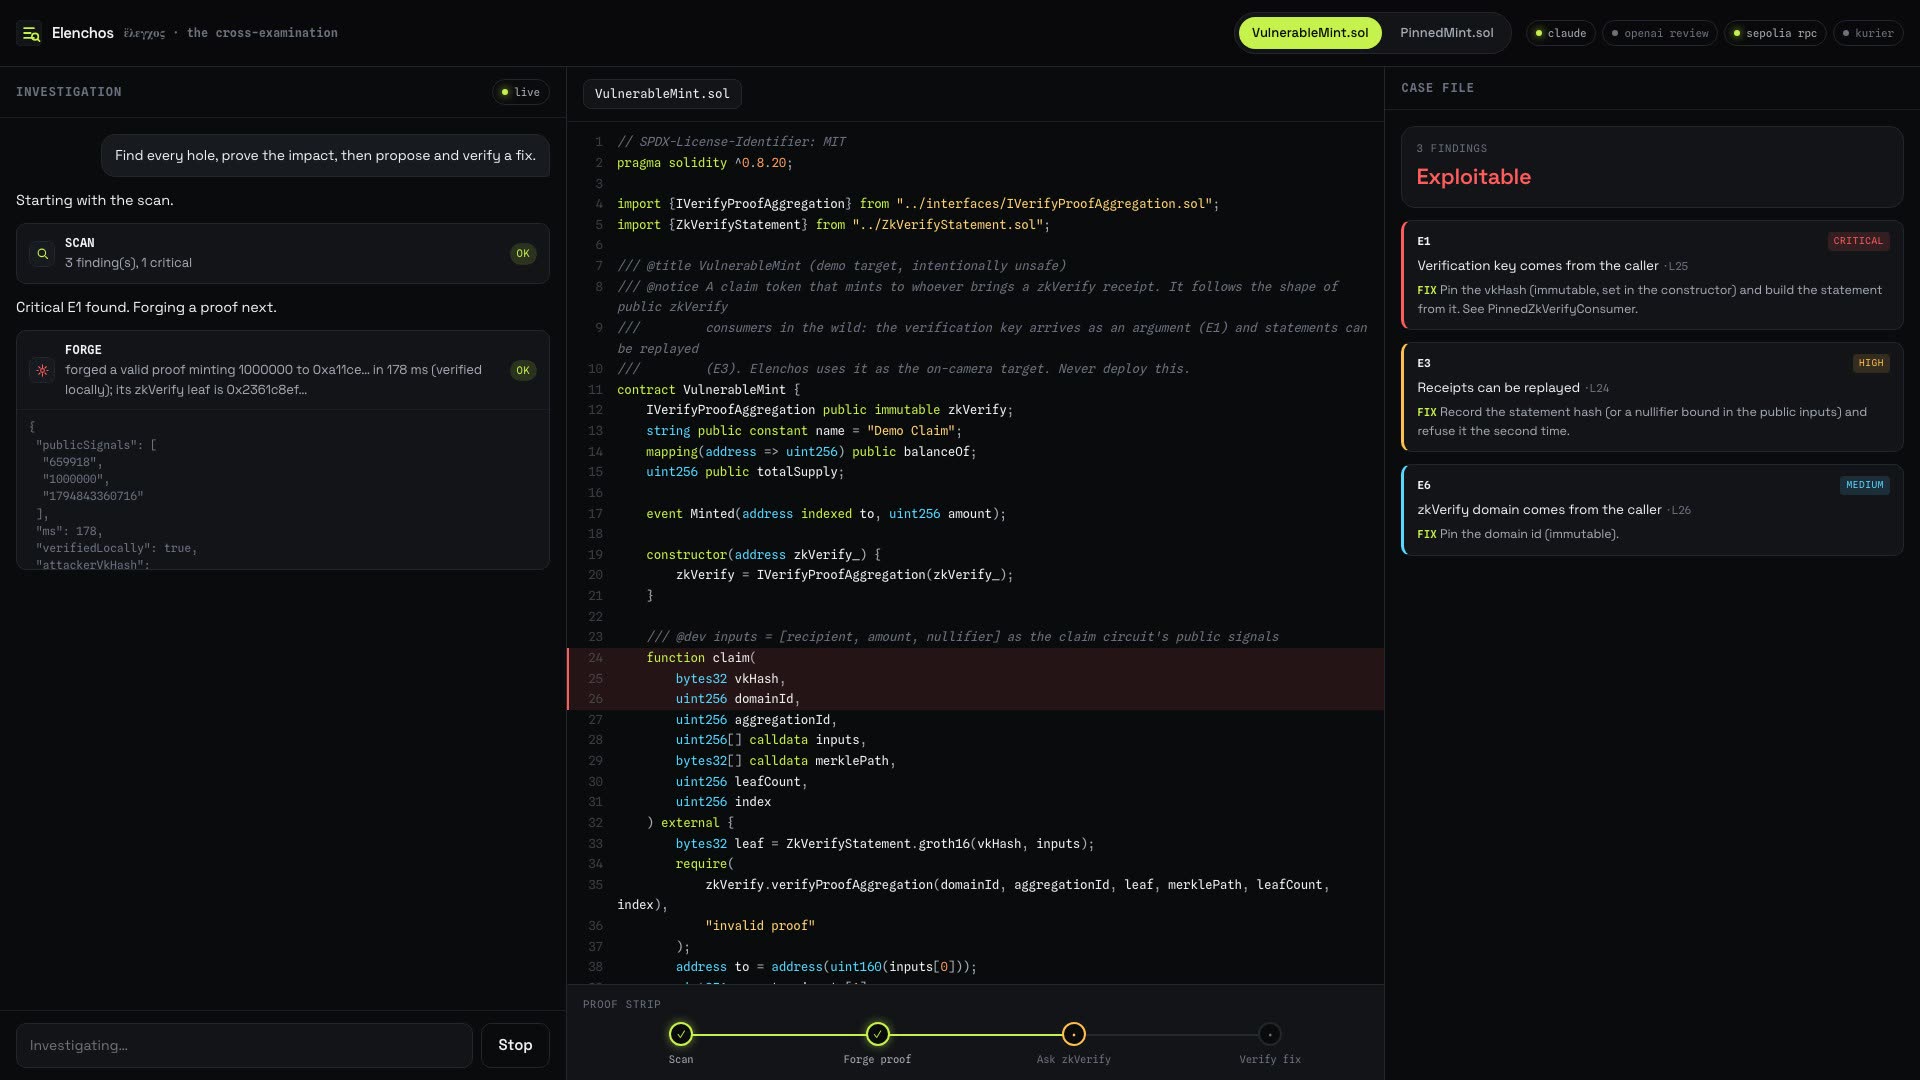 Elenchos ἔλεγχος · the cross-examination
VulnerableMint.sol
PinnedMint.sol
claude
openai review
sepolia rpc
kurier
INVESTIGATION
live
Find every hole, prove the impact, then propose and verify a fix.
Starting with the scan.
SCAN
3 finding(s), 1 critical
OK
Critical E1 found. Forging a proof next.
FORGE
forged a valid proof minting 1000000 to 0xa11ce… in 178 ms (verified
locally); its zkVerify leaf is 0x2361c8ef…
OK
{
"publicSignals": [
"659918",
"1000000",
"1794843360716"
],
"ms": 178,
"verifiedLocally": true,
"attackerVkHash":
Investigating…
Stop
VulnerableMint.sol
1 // SPDX-License-Identifier: MIT
2 pragma solidity ^0.8.20;
3
4 import {IVerifyProofAggregation} from "../interfaces/IVerifyProofAggregation.sol";
5 import {ZkVerifyStatement} from "../ZkVerifyStatement.sol";
6
7 /// @title VulnerableMint (demo target, intentionally unsafe)
8 /// @notice A claim token that mints to whoever brings a zkVerify receipt. It follows the shape of
public zkVerify
9 /// consumers in the wild: the verification key arrives as an argument (E1) and statements can
be replayed
10 /// (E3). Elenchos uses it as the on-camera target. Never deploy this.
11 contract VulnerableMint {
12 IVerifyProofAggregation public immutable zkVerify;
13 string public constant name = "Demo Claim";
14 mapping(address => uint256) public balanceOf;
15 uint256 public totalSupply;
16
17 event Minted(address indexed to, uint256 amount);
18
19 constructor(address zkVerify_) {
20 zkVerify = IVerifyProofAggregation(zkVerify_);
21 }
22
23 /// @dev inputs = [recipient, amount, nullifier] as the claim circuit's public signals
24 function claim(
25 bytes32 vkHash,
26 uint256 domainId,
27 uint256 aggregationId,
28 uint256[] calldata inputs,
29 bytes32[] calldata merklePath,
30 uint256 leafCount,
31 uint256 index
32 ) external {
33 bytes32 leaf = ZkVerifyStatement.groth16(vkHash, inputs);
34 require(
35 zkVerify.verifyProofAggregation(domainId, aggregationId, leaf, merklePath, leafCount,
index),
36 "invalid proof"
37 );
38 address to = address(uint160(inputs[0]));
PROOF STRIP
Scan
Forge proof
Ask zkVerify
Verify fix
CASE FILE
3 FINDINGS
Exploitable
E1
CRITICAL
Verification key comes from the caller ·L25
FIX Pin the vkHash (immutable, set in the constructor) and build the statement
from it. See PinnedZkVerifyConsumer.
E3
HIGH
Receipts can be replayed ·L24
FIX Record the statement hash (or a nullifier bound in the public inputs) and
refuse it the second time.
E6
MEDIUM
zkVerify domain comes from the caller ·L26
FIX Pin the domain id (immutable).